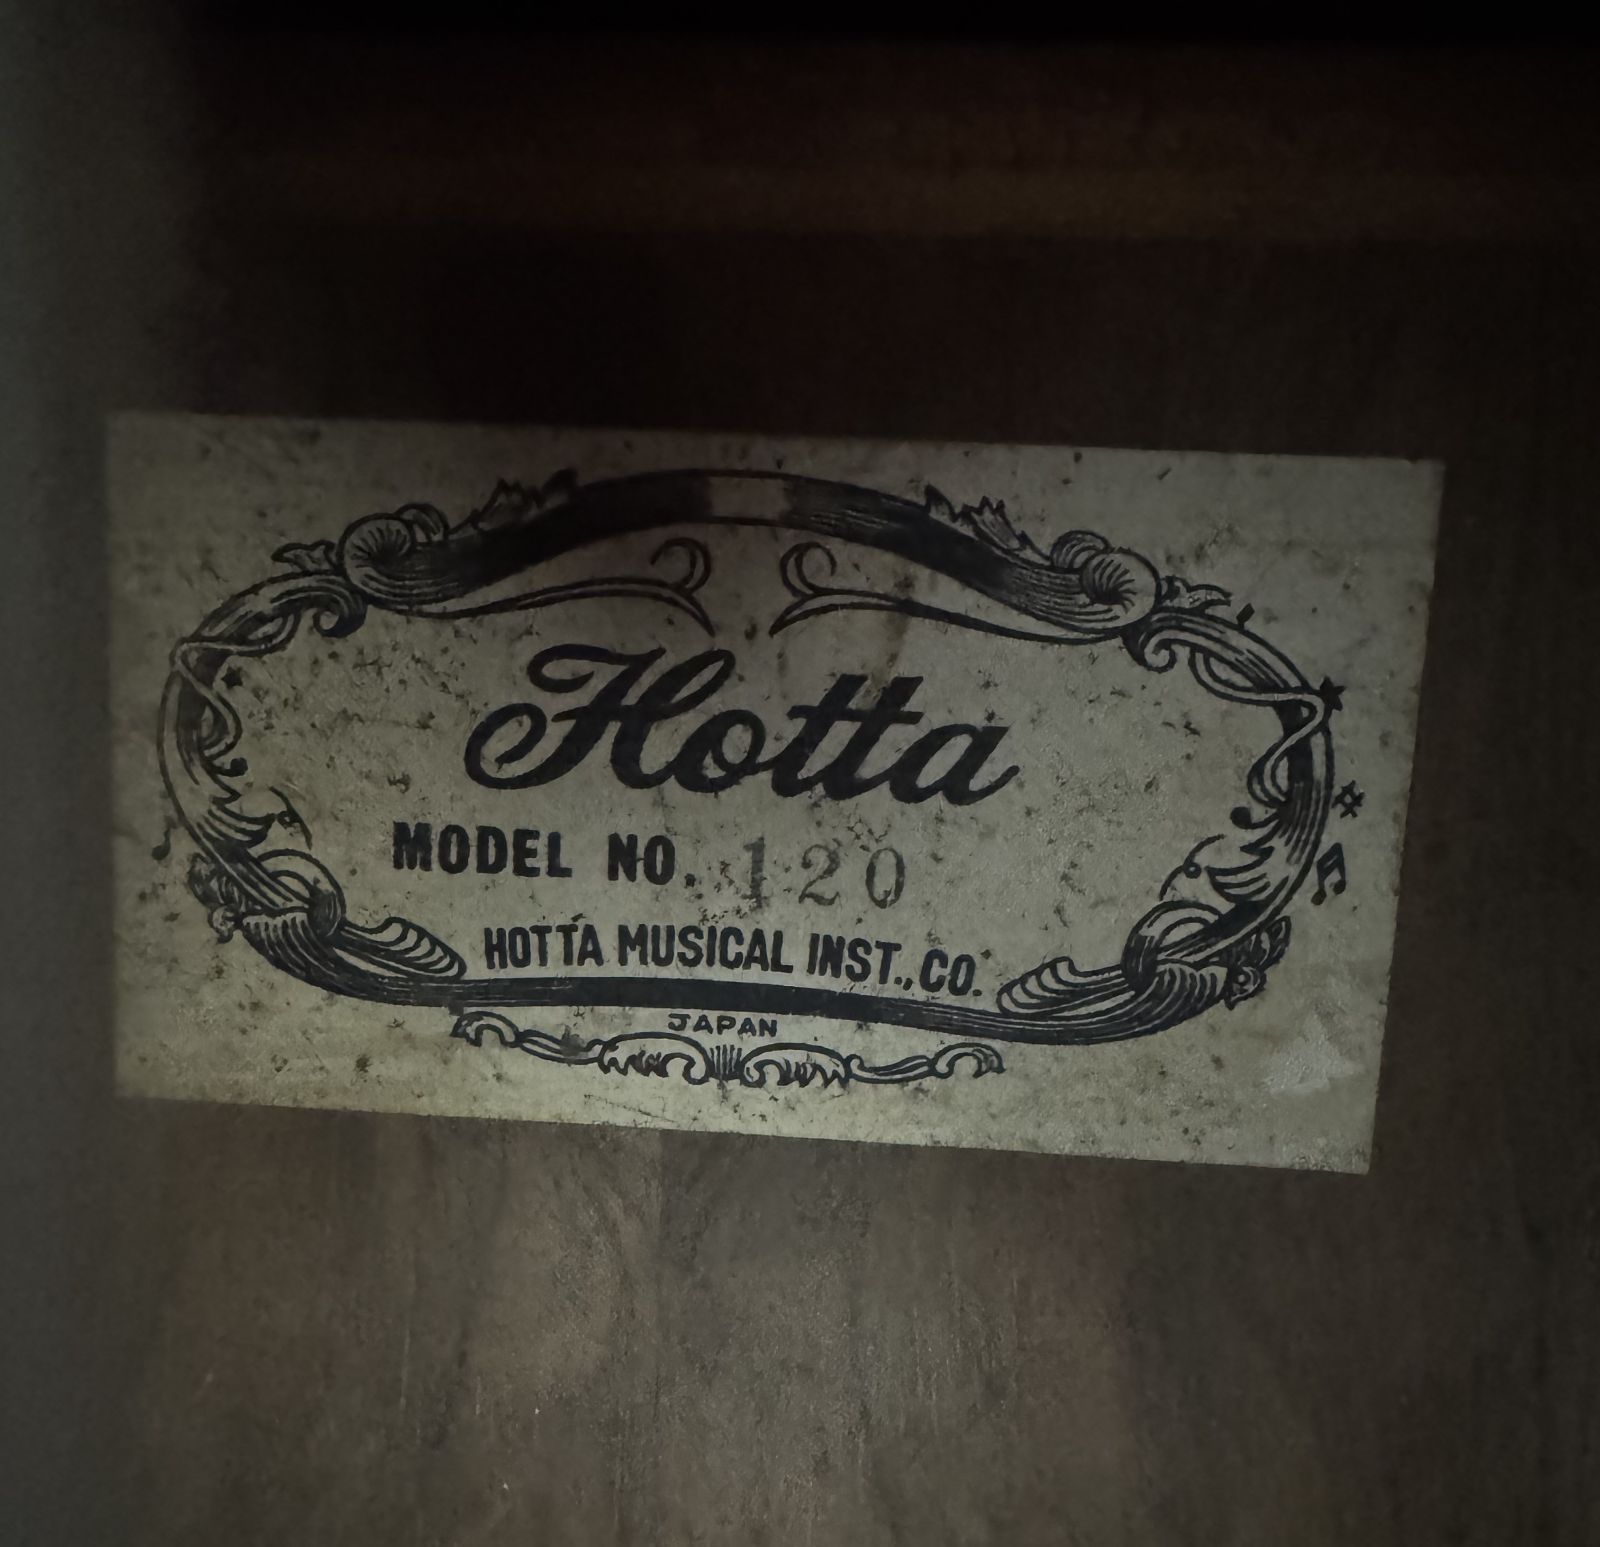 Hotta
MODEL NO. 120
HOTTA MUSICAL INST., CO.
JAPAN